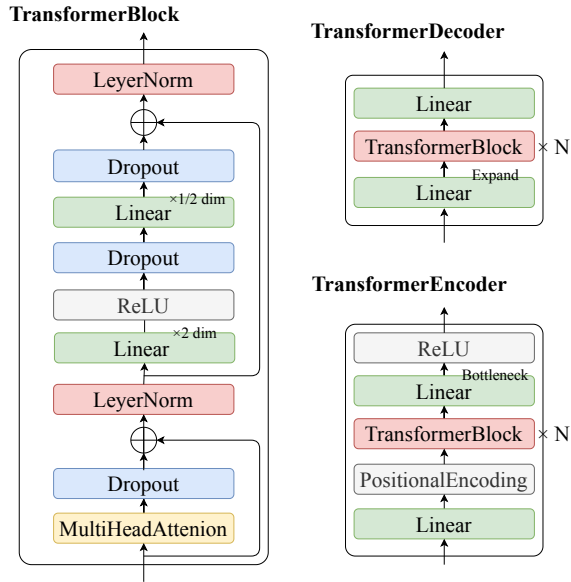 TransformerBlock
LeyerNorm
Dropout
×1/2 dim
Linear
Dropout
ReLU
×2 dim
Linear
LeyerNorm
Dropout
MultiHeadAttenion
TransformerDecoder
Linear
TransformerBlock × N
Expand
Linear
TransformerEncoder
ReLU
Bottleneck
Linear
TransformerBlock × N
PositionalEncoding
Linear